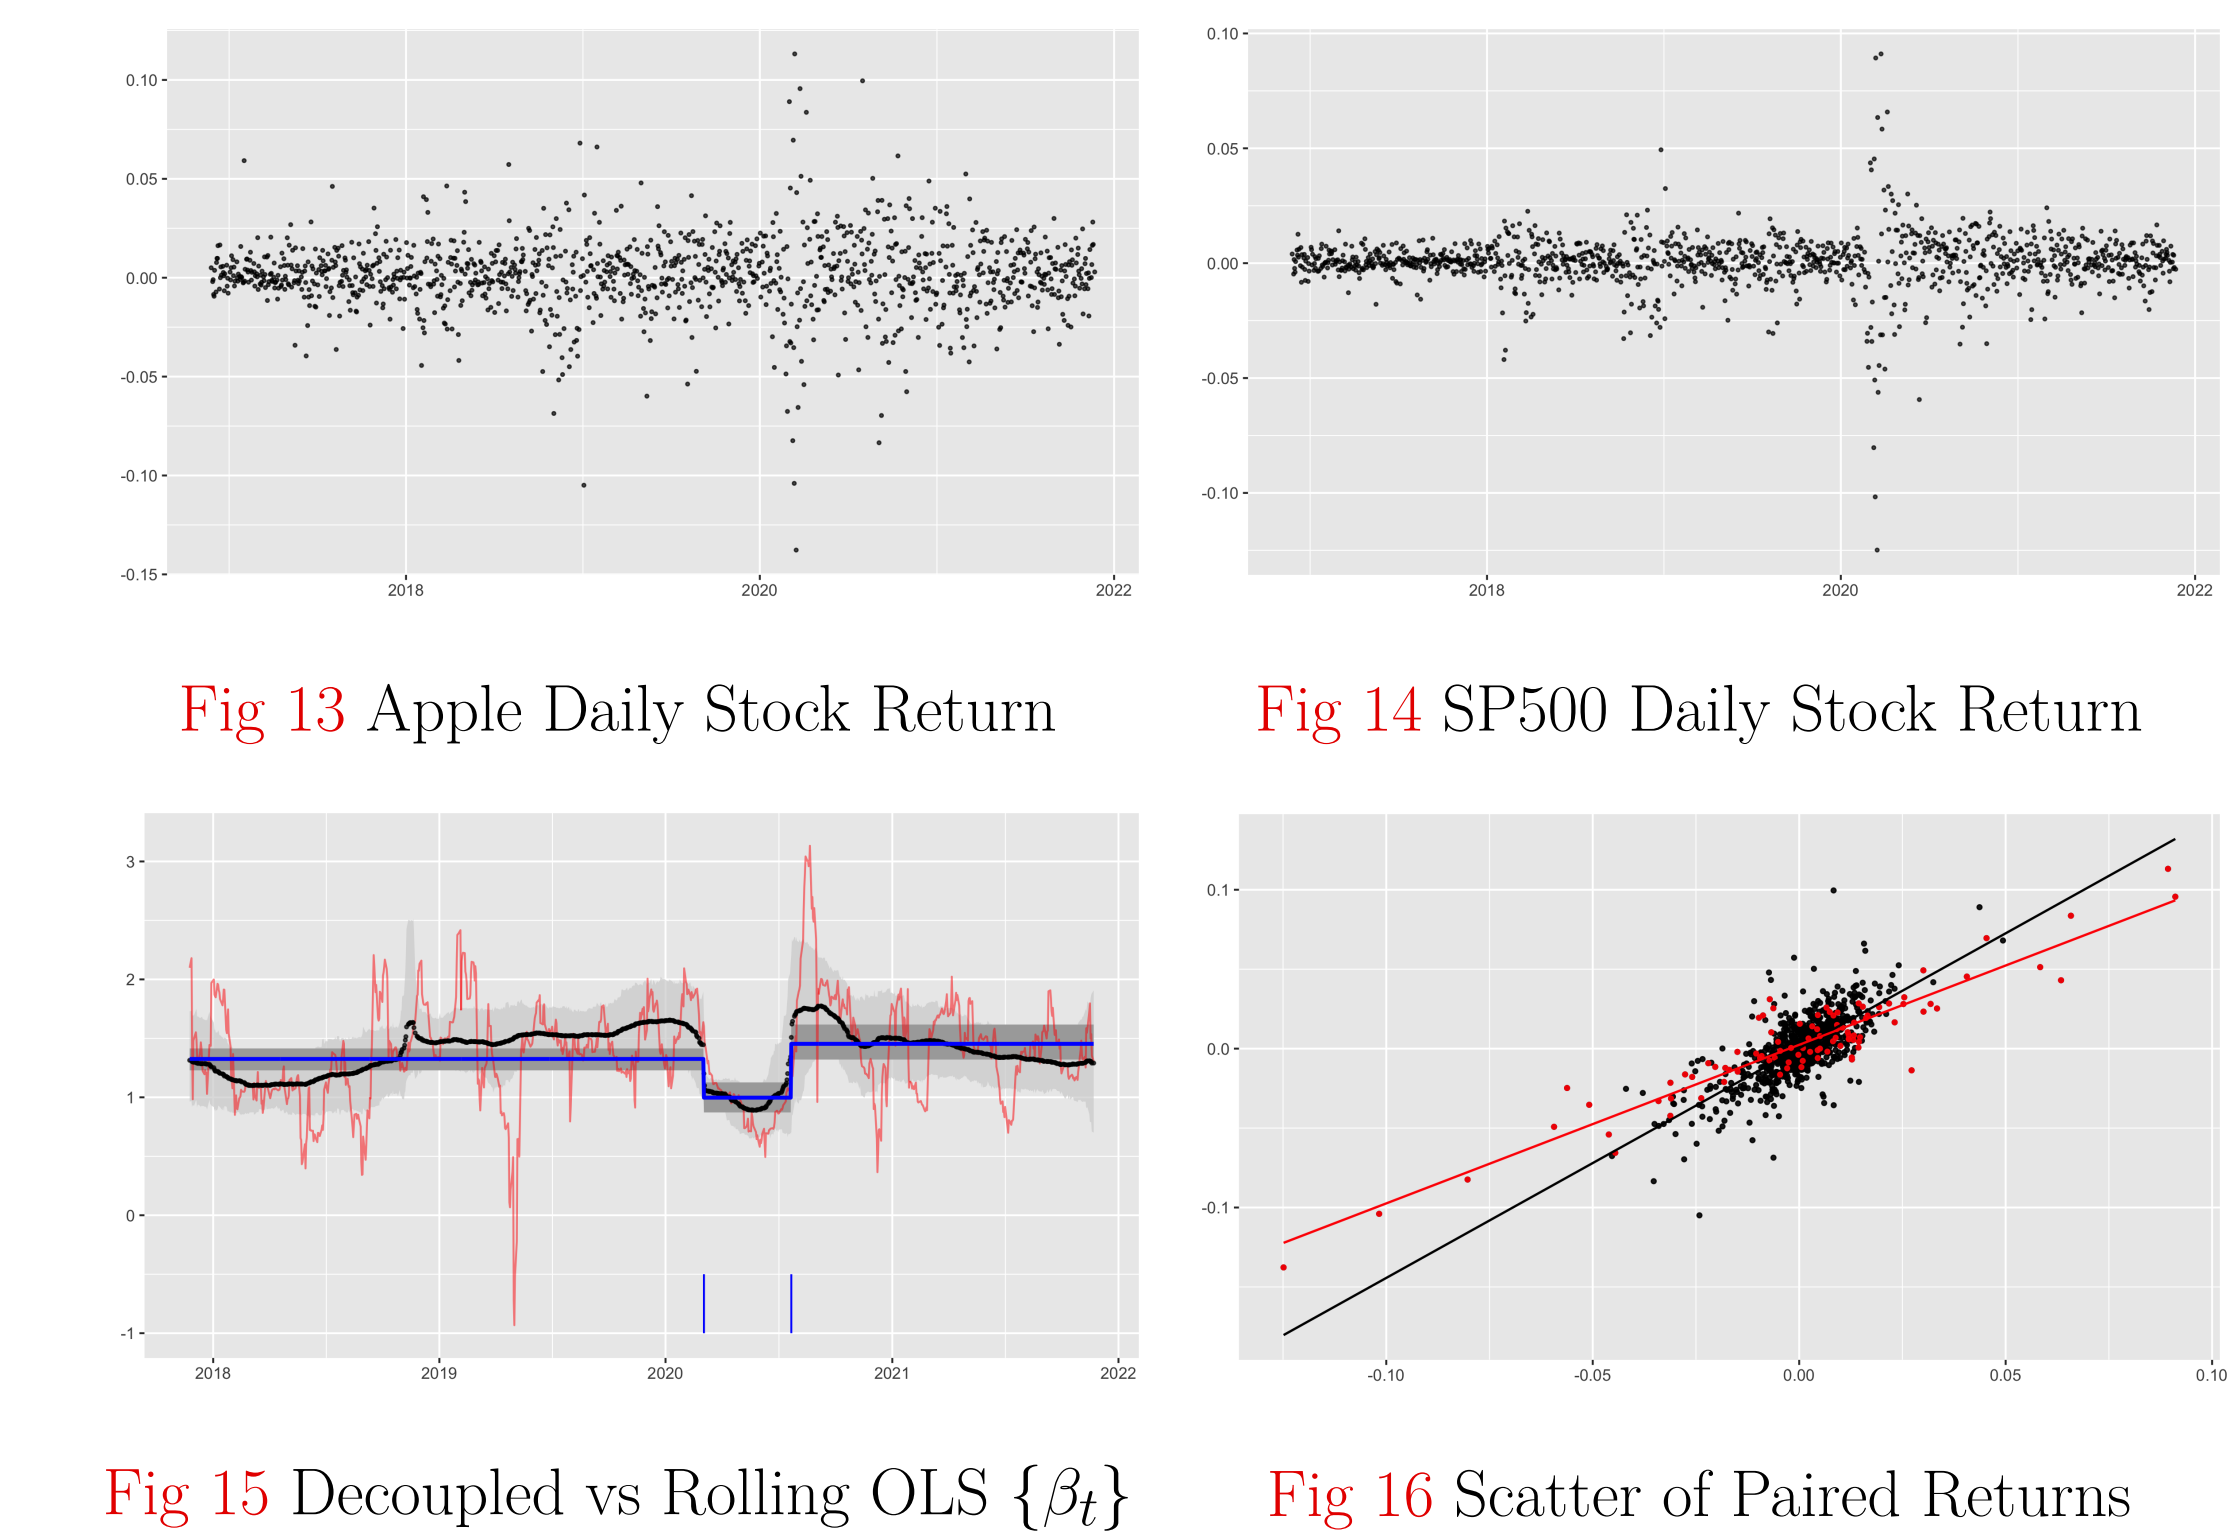 0.10
0.05
0.00
-0.05
-0.10
-0.15
2018 2020 2022
Fig 13 Apple Daily Stock Return
0.10
0.05
0.00
-0.05
-0.10
2018 2020 2022
Fig 14 SP500 Daily Stock Return
3
2
1
0
-1
2018 2019 2020 2021 2022
Fig 15 Decoupled vs Rolling OLS {β_t}
0.1
0.0
-0.1
-0.10 -0.05 0.00 0.05 0.10
Fig 16 Scatter of Paired Returns